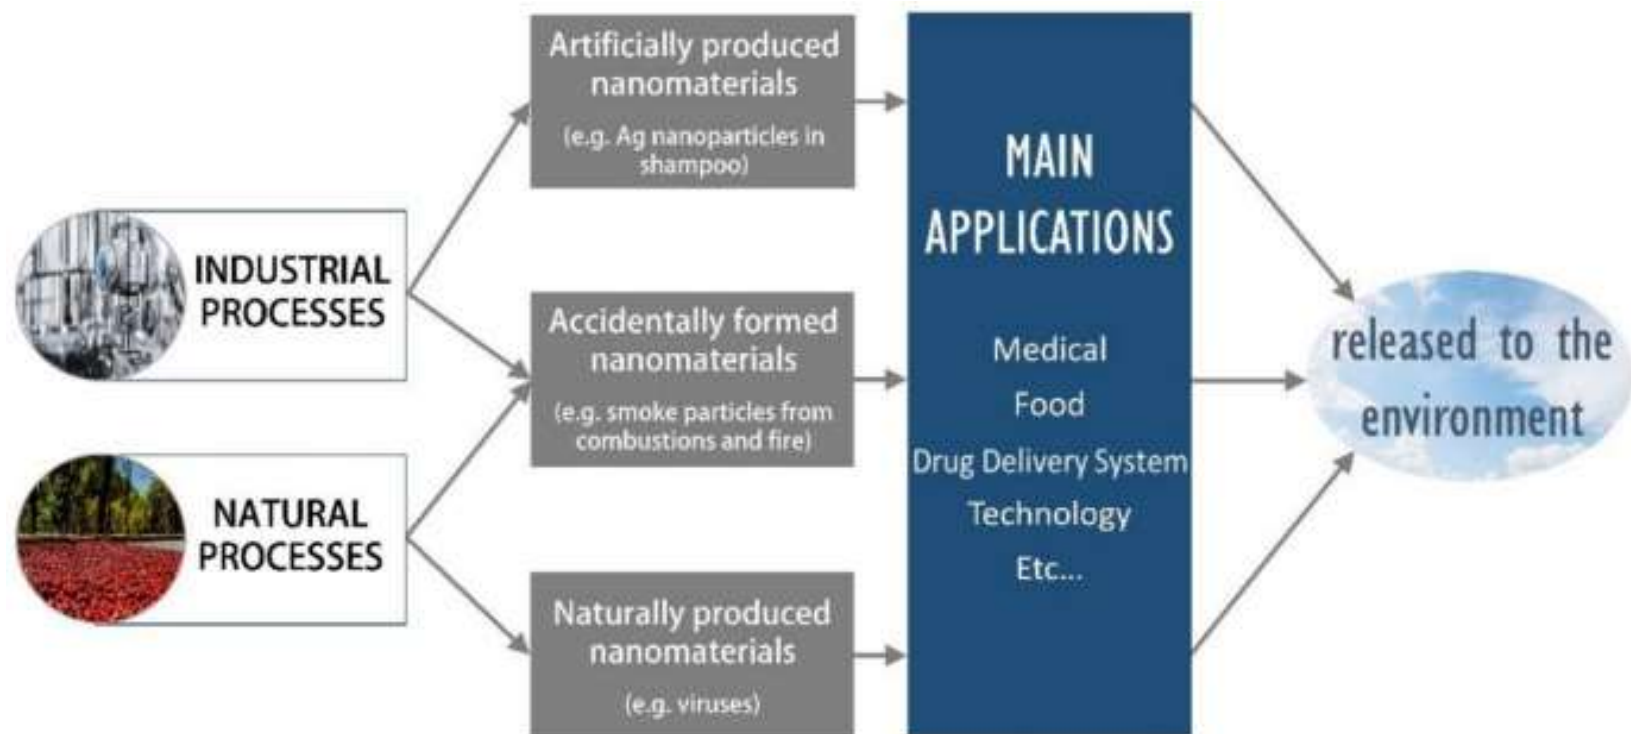 INDUSTRIAL
PROCESSES
NATURAL
PROCESSES
Artificially produced
nanomaterials
(e.g. Ag nanoparticles in
shampoo)
Accidentally formed
nanomaterials
(e.g. smoke particles from
combustions and fire)
Naturally produced
nanomaterials
(e.g. viruses)
MAIN
APPLICATIONS
Medical
Food
Drug Delivery System
Technology
Etc...
released to the
environment